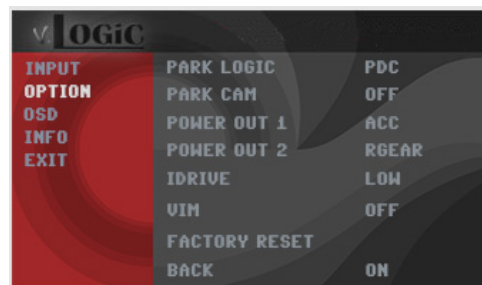 V.LOGiC
INPUT
OPTION
OSD
INFO
EXIT
PARK LOGIC PDC
PARK CAM OFF
POWER OUT 1 ACC
POWER OUT 2 RGEAR
IDRIVE LOW
VIM OFF
FACTORY RESET
BACK ON